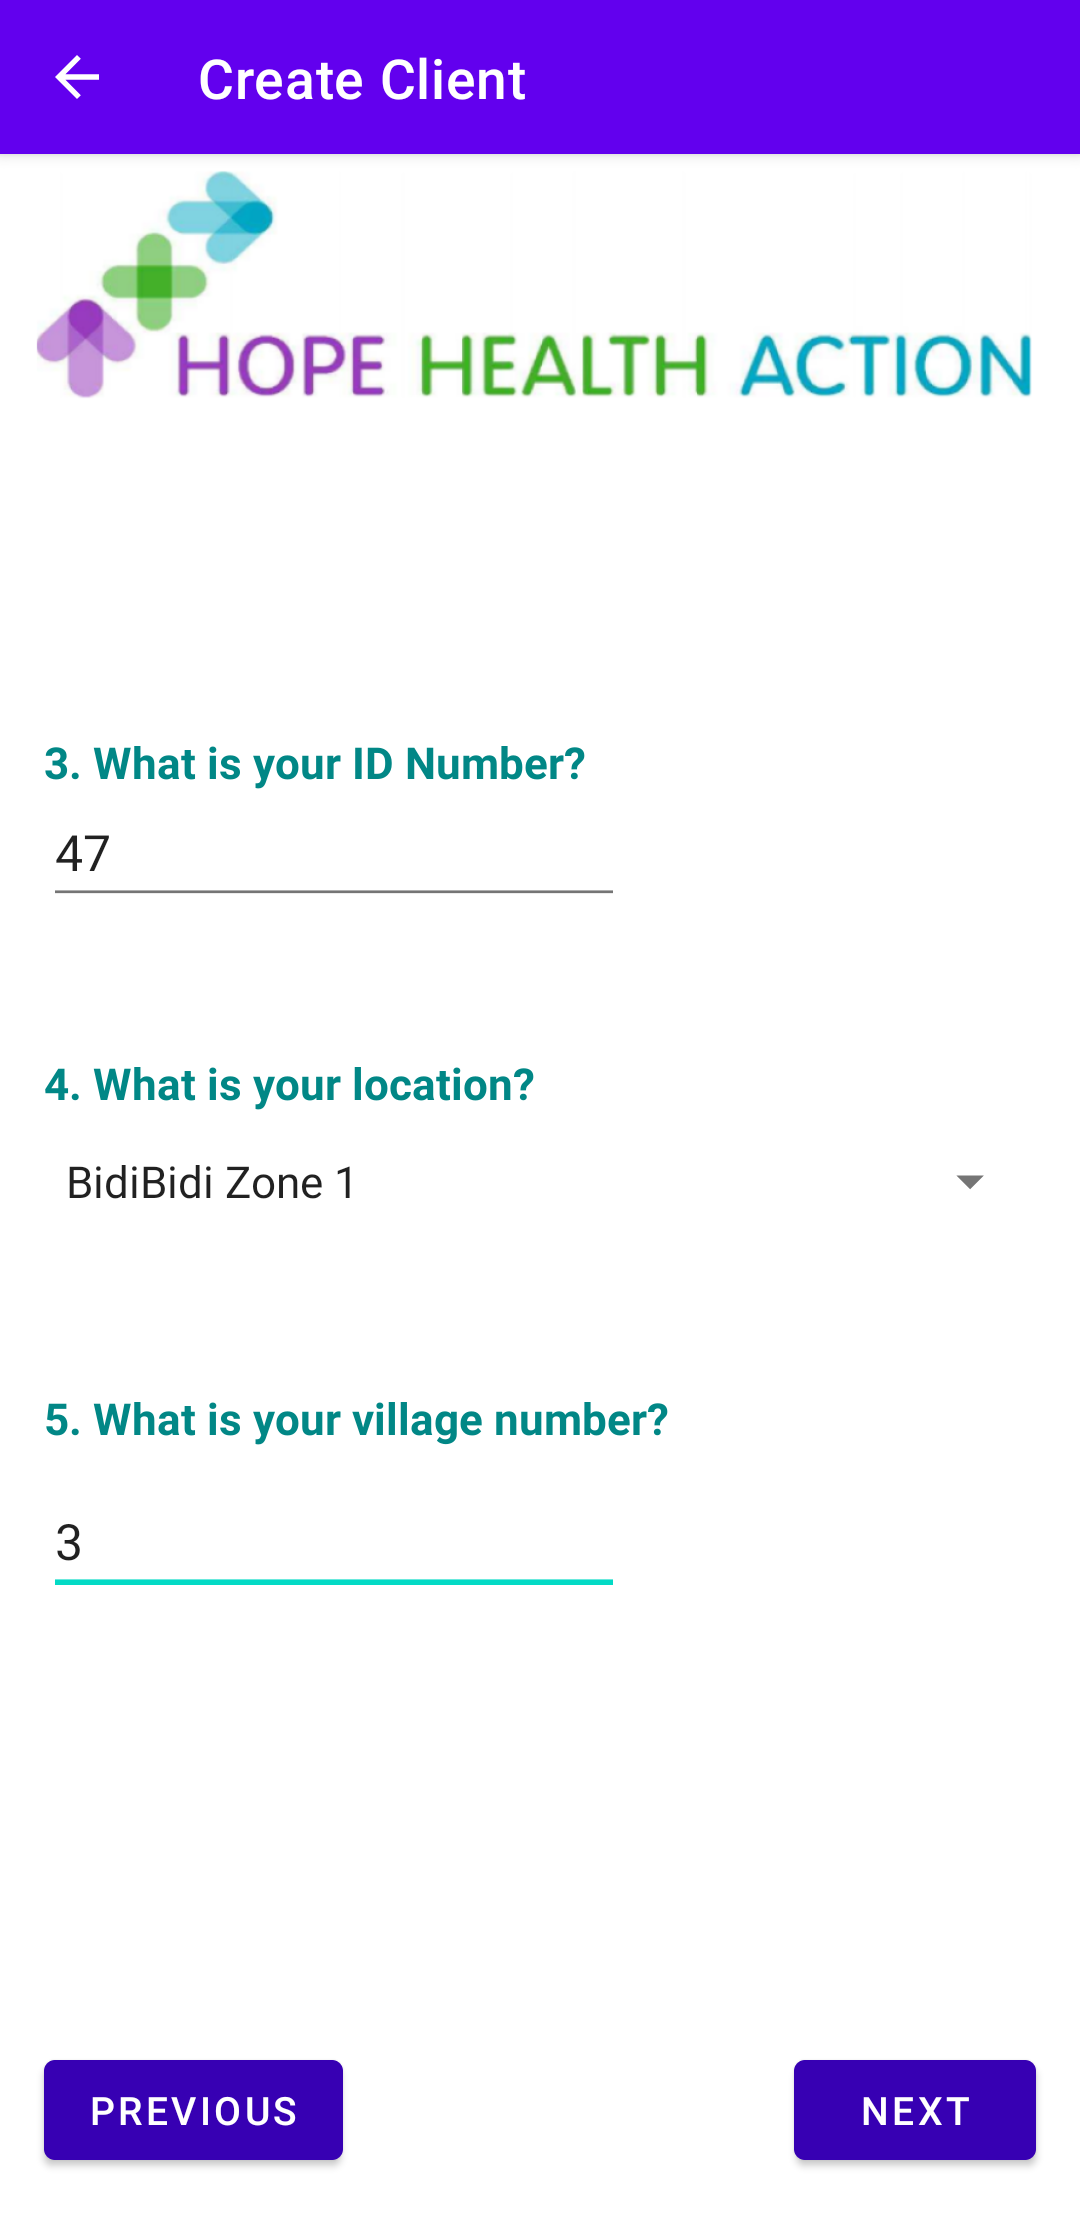 Create Client
HOPE HEALTH ACTION
3. What is your ID Number?
47
4. What is your location?
BidiBidi Zone 1
5. What is your village number?
3
PREVIOUS
NEXT